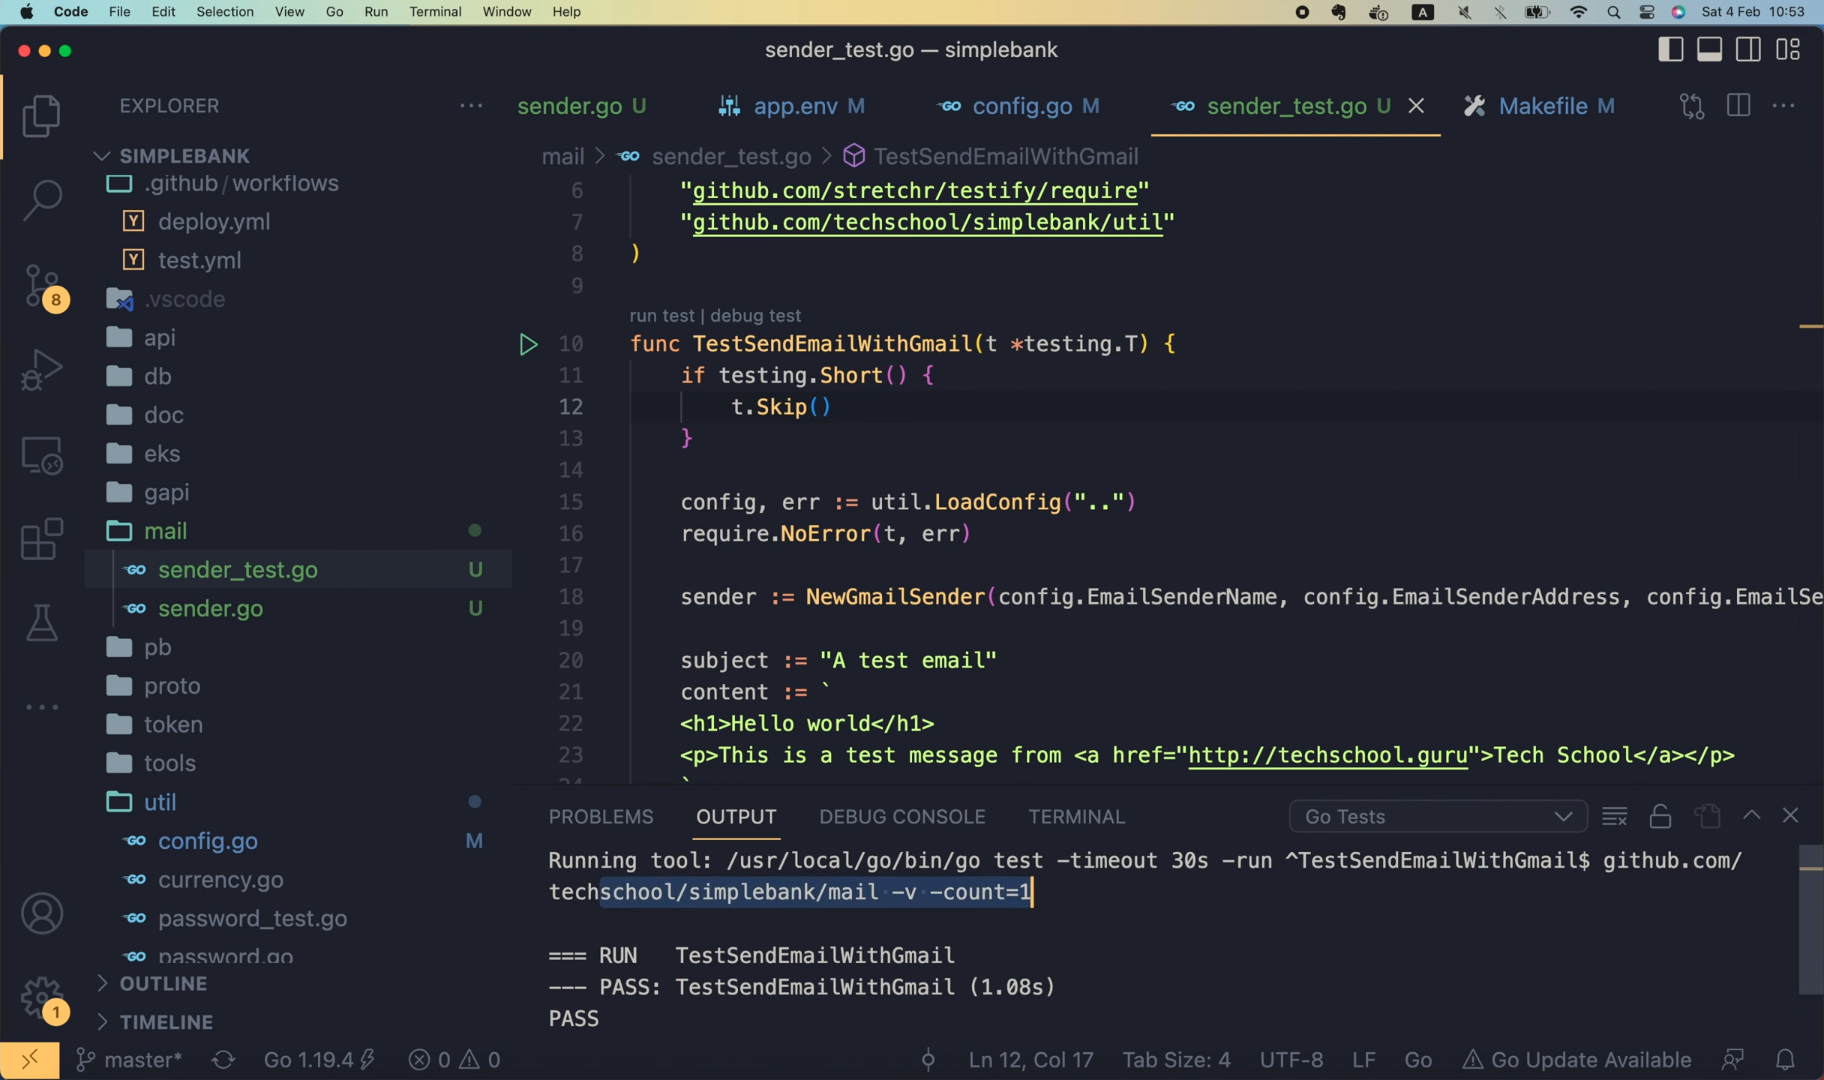 Code File Edit Selection View Go Run Terminal Window Help A Sat 4 Feb 10:53
sender_test.go — simplebank
EXPLORER ···
SIMPLEBANK
.github/workflows
deploy.yml
test.yml
.vscode
api
db
doc
eks
gapi
mail
sender_test.go U
sender.go U
pb
proto
token
tools
util
config.go M
currency.go
password_test.go
password.go
OUTLINE
TIMELINE
8
1
sender.go U app.env M config.go M sender_test.go U Makefile M
mail > sender_test.go > TestSendEmailWithGmail
6 "github.com/stretchr/testify/require"
7 "github.com/techschool/simplebank/util"
8 )
9
run test | debug test
10 func TestSendEmailWithGmail(t *testing.T) {
11 if testing.Short() {
12 t.Skip()
13 }
14
15 config, err := util.LoadConfig("..")
16 require.NoError(t, err)
17
18 sender := NewGmailSender(config.EmailSenderName, config.EmailSenderAddress, config.EmailSe
19
20 subject := "A test email"
21 content := `
22 <h1>Hello world</h1>
23 <p>This is a test message from <a href="http://techschool.guru">Tech School</a></p>
24 `
PROBLEMS OUTPUT DEBUG CONSOLE TERMINAL Go Tests
Running tool: /usr/local/go/bin/go test -timeout 30s -run ^TestSendEmailWithGmail$ github.com/
techschool/simplebank/mail -v -count=1
=== RUN TestSendEmailWithGmail
--- PASS: TestSendEmailWithGmail (1.08s)
PASS
master* Go 1.19.4 0 0 Ln 12, Col 17 Tab Size: 4 UTF-8 LF Go Go Update Available